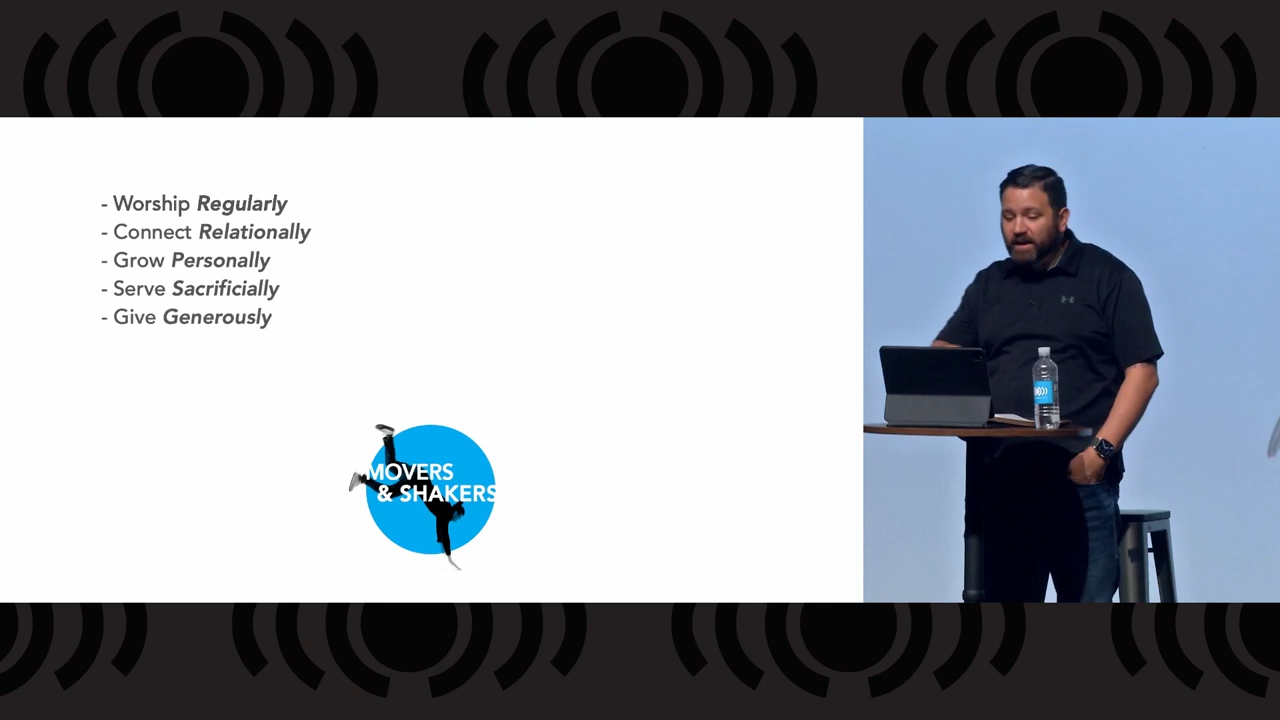 - Worship Regularly
- Connect Relationally
- Grow Personally
- Serve Sacrificially
- Give Generously
MOVERS
& SHAKERS